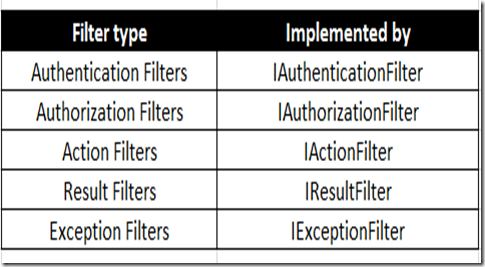 Filter type Implemented by
Authentication Filters IAuthenticationFilter
Authorization Filters IAuthorizationFilter
Action Filters IActionFilter
Result Filters IResultFilter
Exception Filters IExceptionFilter